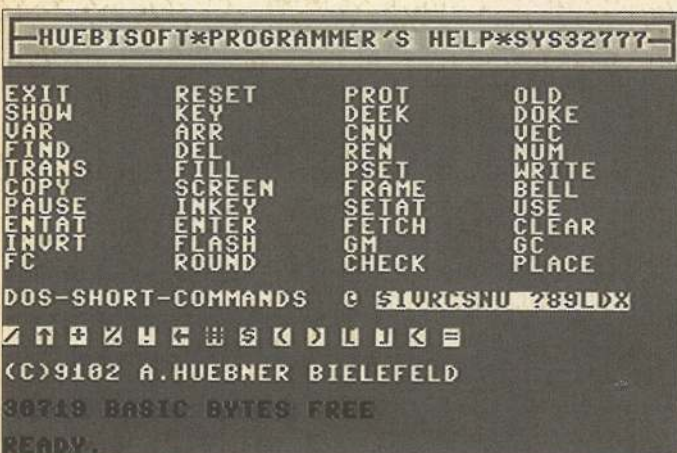 HUEBISOFT*PROGRAMMER'S HELP*SYS32777
EXIT RESET PROT OLD
SHOW KEY DEEK DOKE
VAR ARR CNV VEC
FIND DEL REN NUM
TRANS FILL PSET WRITE
COPY SCREEN FRAME BELL
PAUSE INKEY SETAT USE
ENTAT ENTER FETCH CLEAR
INVRT FLASH GM GC
FC ROUND CHECK PLACE
DOS-SHORT-COMMANDS @ $IVRCSNU ?89LDX
(C)9102 A.HUEBNER BIELEFELD
30719 BASIC BYTES FREE
READY.